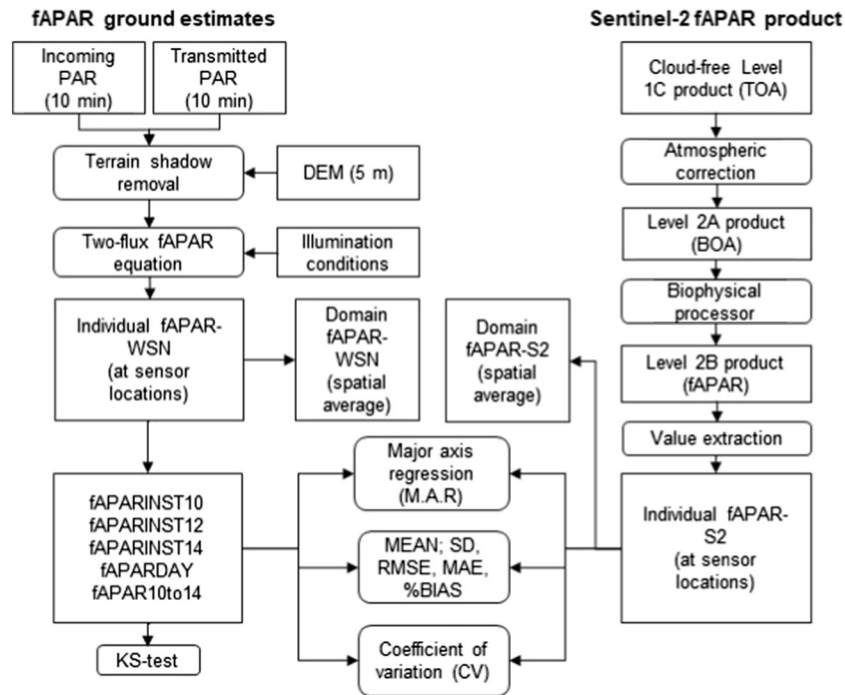 fAPAR ground estimates
Incoming
PAR
(10 min)
Transmitted
PAR
(10 min)
Terrain shadow
removal
DEM (5 m)
Two-flux fAPAR
equation
Illumination
conditions
Individual fAPAR-
WSN
(at sensor
locations)
Domain
fAPAR-
WSN
(spatial
average)
fAPARINST10
fAPARINST12
fAPARINST14
fAPARDAY
fAPAR10to14
KS-test
Major axis
regression
(M.A.R)
MEAN; SD,
RMSE, MAE,
%BIAS
Coefficient of
variation (CV)
Sentinel-2 fAPAR product
Cloud-free Level
1C product (TOA)
Atmospheric
correction
Level 2A product
(BOA)
Biophysical
processor
Level 2B product
(fAPAR)
Value extraction
Individual fAPAR-
S2
(at sensor
locations)
Domain
fAPAR-S2
(spatial
average)